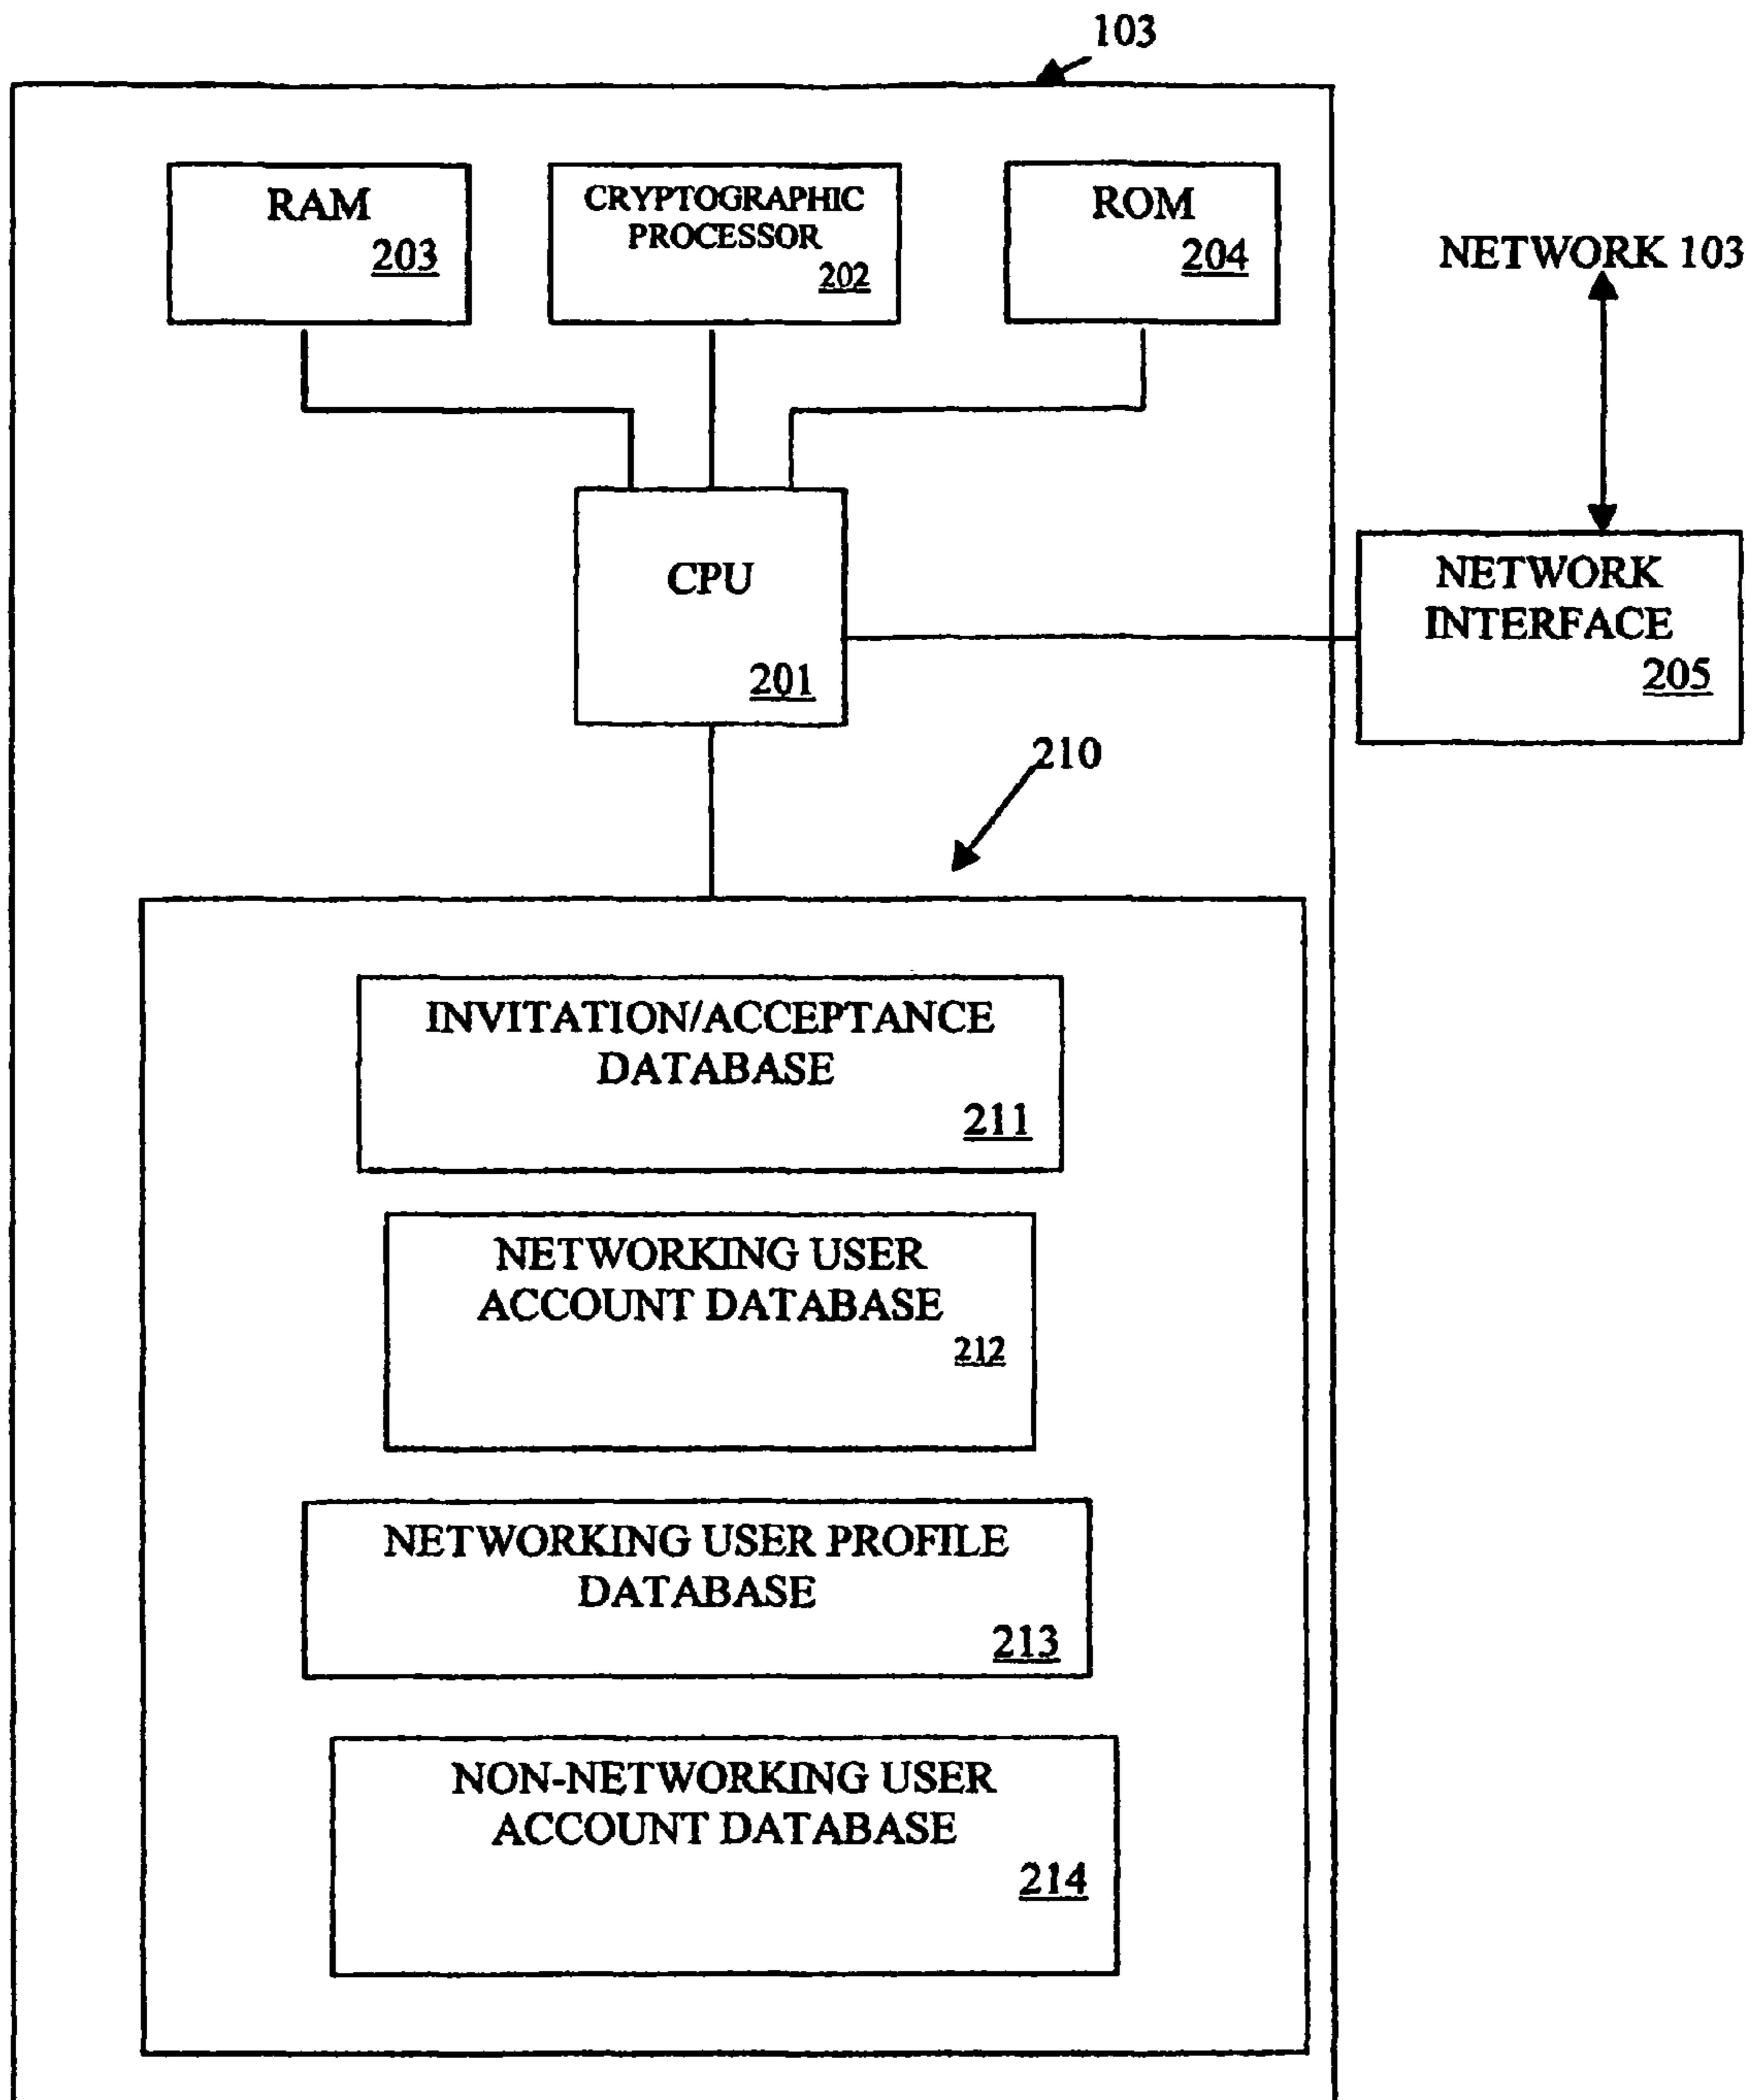 103
RAM
203
CRYPTOGRAPHIC
PROCESSOR
202
ROM
204
NETWORK 103
CPU
201
NETWORK
INTERFACE
205
210
INVITATION/ACCEPTANCE
DATABASE
211
NETWORKING USER
ACCOUNT DATABASE
212
NETWORKING USER PROFILE
DATABASE
213
NON-NETWORKING USER
ACCOUNT DATABASE
214